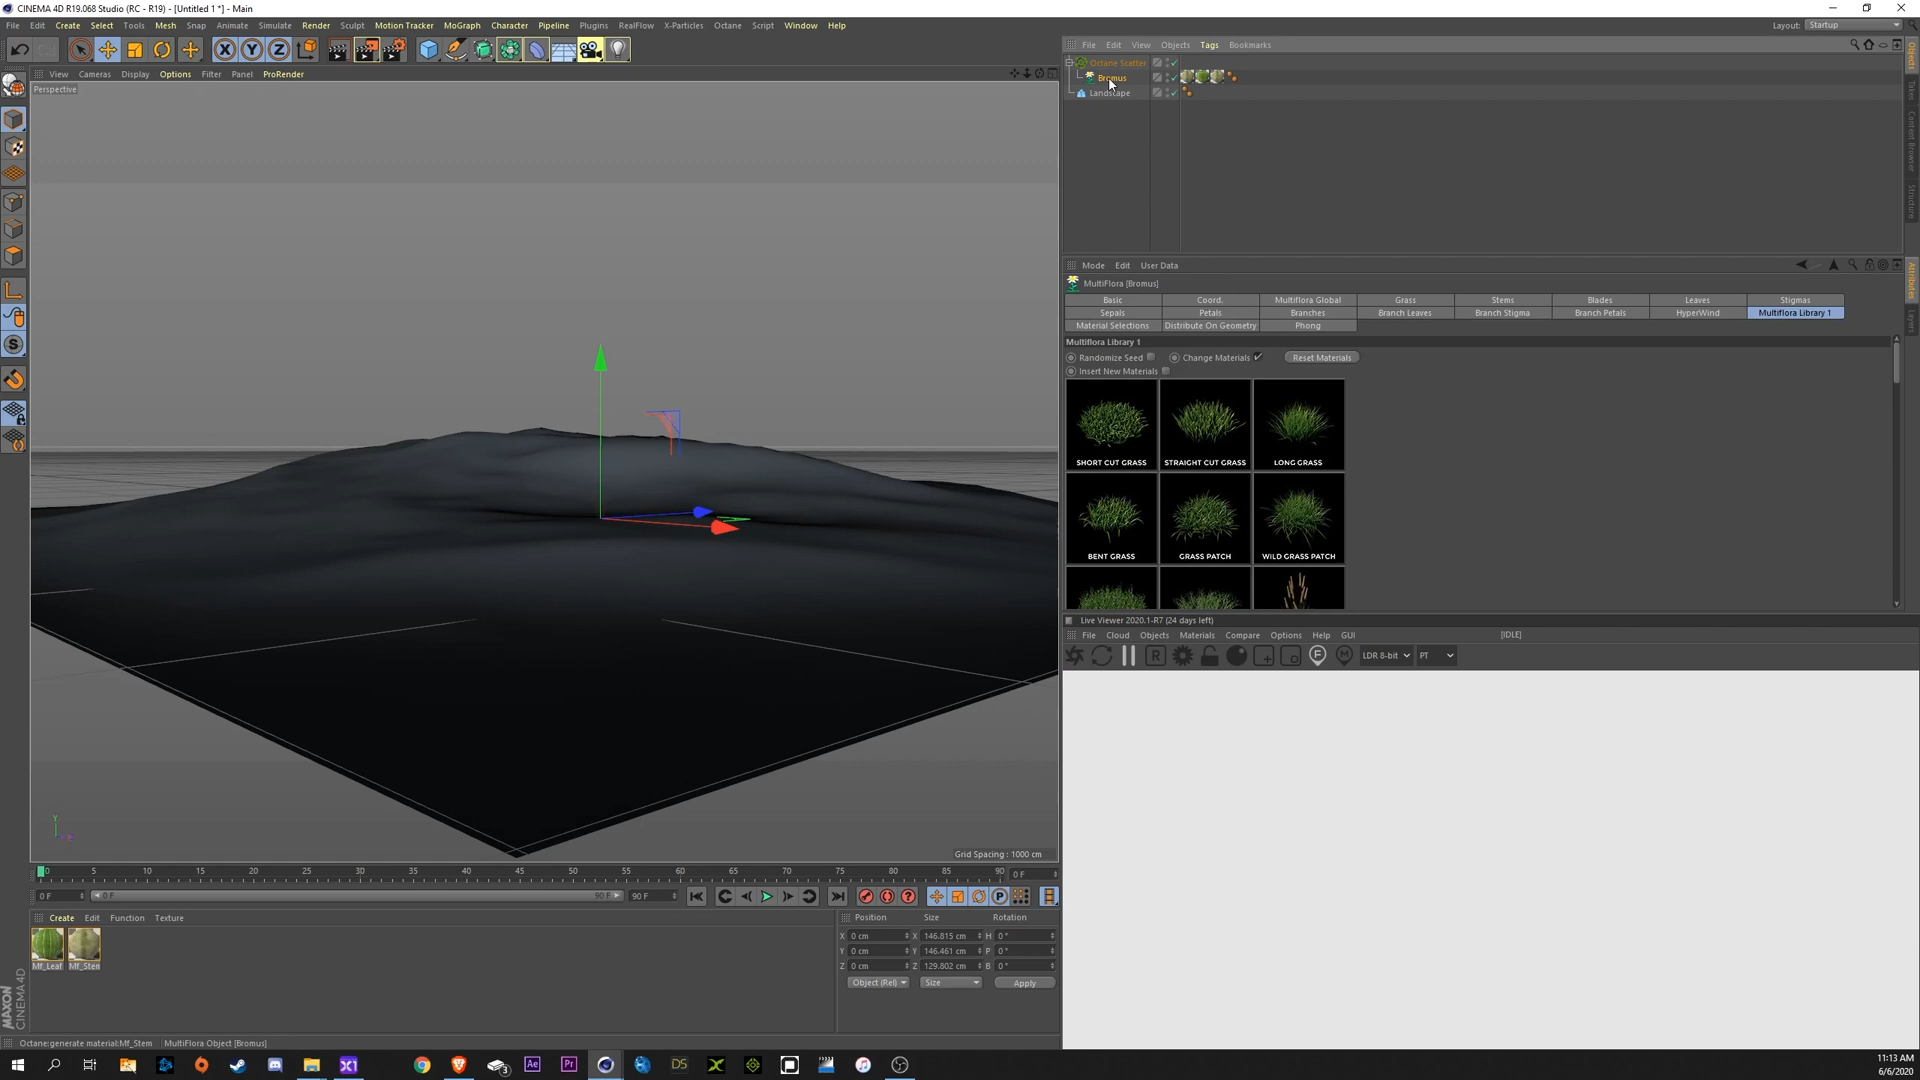 CINEMA 4D R19.068 Studio (RC - R19) - [Untitled 1 *] - Main
File Edit Create Select Tools Mesh Snap Animate Simulate Render Sculpt Motion Tracker MoGraph Character Pipeline Plugins RealFlow X-Particles Octane Script Window Help
Layout: Startup
File Edit View Objects Tags Bookmarks
View Cameras Display Options Filter Panel ProRender
Perspective
Octane Scatter
Bromus
Landscape
Objects
Takes
Content Browser
Structure
Mode Edit User Data
MultiFlora [Bromus]
Basic Coord. Multiflora Global Grass Stems Blades Leaves Stigmas
Sepals Petals Branches Branch Leaves Branch Stigma Branch Petals HyperWind Multiflora Library 1
Material Selections Distribute On Geometry Phong
Attributes
Layers
Multiflora Library 1
Randomize Seed Change Materials Reset Materials
Insert New Materials
SHORT CUT GRASS STRAIGHT CUT GRASS LONG GRASS
BENT GRASS GRASS PATCH WILD GRASS PATCH
Live Viewer 2020.1-R7 (24 days left)
File Cloud Objects Materials Compare Options Help GUI [IDLE]
LDR 8-bit PT
Grid Spacing : 1000 cm
0 5 10 15 20 25 30 35 40 45 50 55 60 65 70 75 80 85 90 0 F
0 F 0 F 90 F 90 F
Create Edit Function Texture
Mf_Leaf Mf_Sten
Position Size Rotation
X 0 cm X 146.815 cm H 0 °
Y 0 cm Y 146.461 cm P 0 °
Z 0 cm Z 129.802 cm B 0 °
Object (Rel) Size Apply
MAXON
CINEMA 4D
Octane:generate material:Mf_Stem MultiFlora Object [Bromus]
11:13 AM
6/6/2020